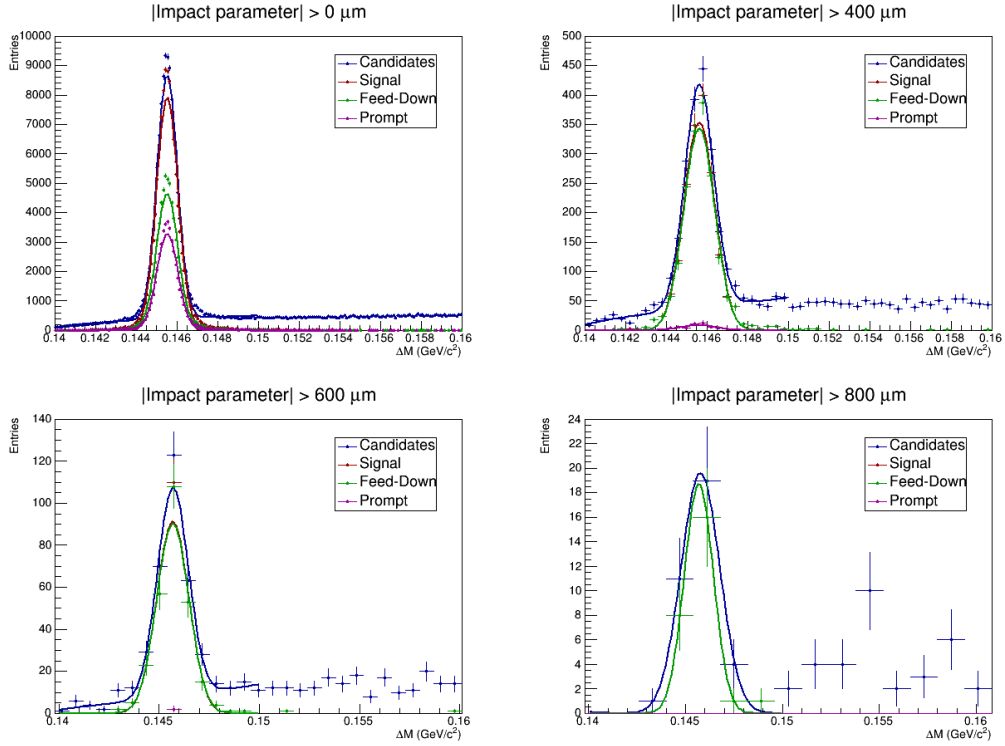 |Impact parameter| > 0 μm
Entries
10000
9000
8000
7000
6000
5000
4000
3000
2000
1000
0
Candidates
Signal
Feed-Down
Prompt
0.14 0.142 0.144 0.146 0.148 0.15 0.152 0.154 0.156 0.158 0.16
ΔM (GeV/c²)
|Impact parameter| > 400 μm
Entries
500
450
400
350
300
250
200
150
100
50
0
Candidates
Signal
Feed-Down
Prompt
0.14 0.142 0.144 0.146 0.148 0.15 0.152 0.154 0.156 0.158 0.16
ΔM (GeV/c²)
|Impact parameter| > 600 μm
Entries
140
120
100
80
60
40
20
0
Candidates
Signal
Feed-Down
Prompt
0.14 0.145 0.15 0.155 0.16
ΔM (GeV/c²)
|Impact parameter| > 800 μm
Entries
24
22
20
18
16
14
12
10
8
6
4
2
0
Candidates
Signal
Feed-Down
Prompt
0.14 0.145 0.15 0.155 0.16
ΔM (GeV/c²)